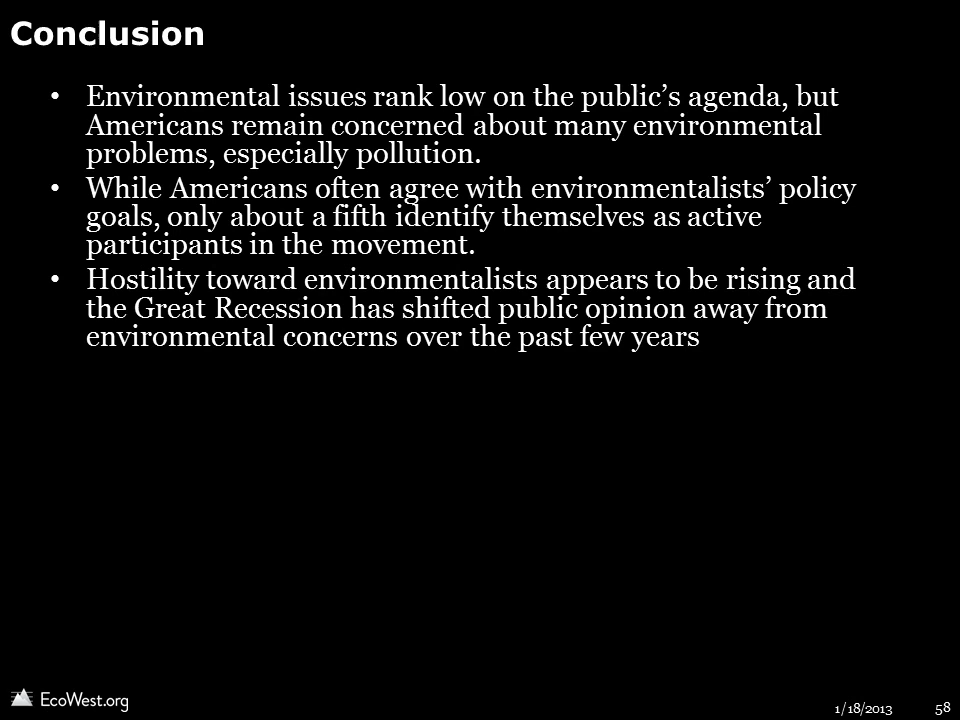 Conclusion
• Environmental issues rank low on the public’s agenda, but
Americans remain concerned about many environmental
problems, especially pollution.
• While Americans often agree with environmentalists’ policy
goals, only about a fifth identify themselves as active
participants in the movement.
• Hostility toward environmentalists appears to be rising and
the Great Recession has shifted public opinion away from
environmental concerns over the past few years
EcoWest.org
1/18/2013 58